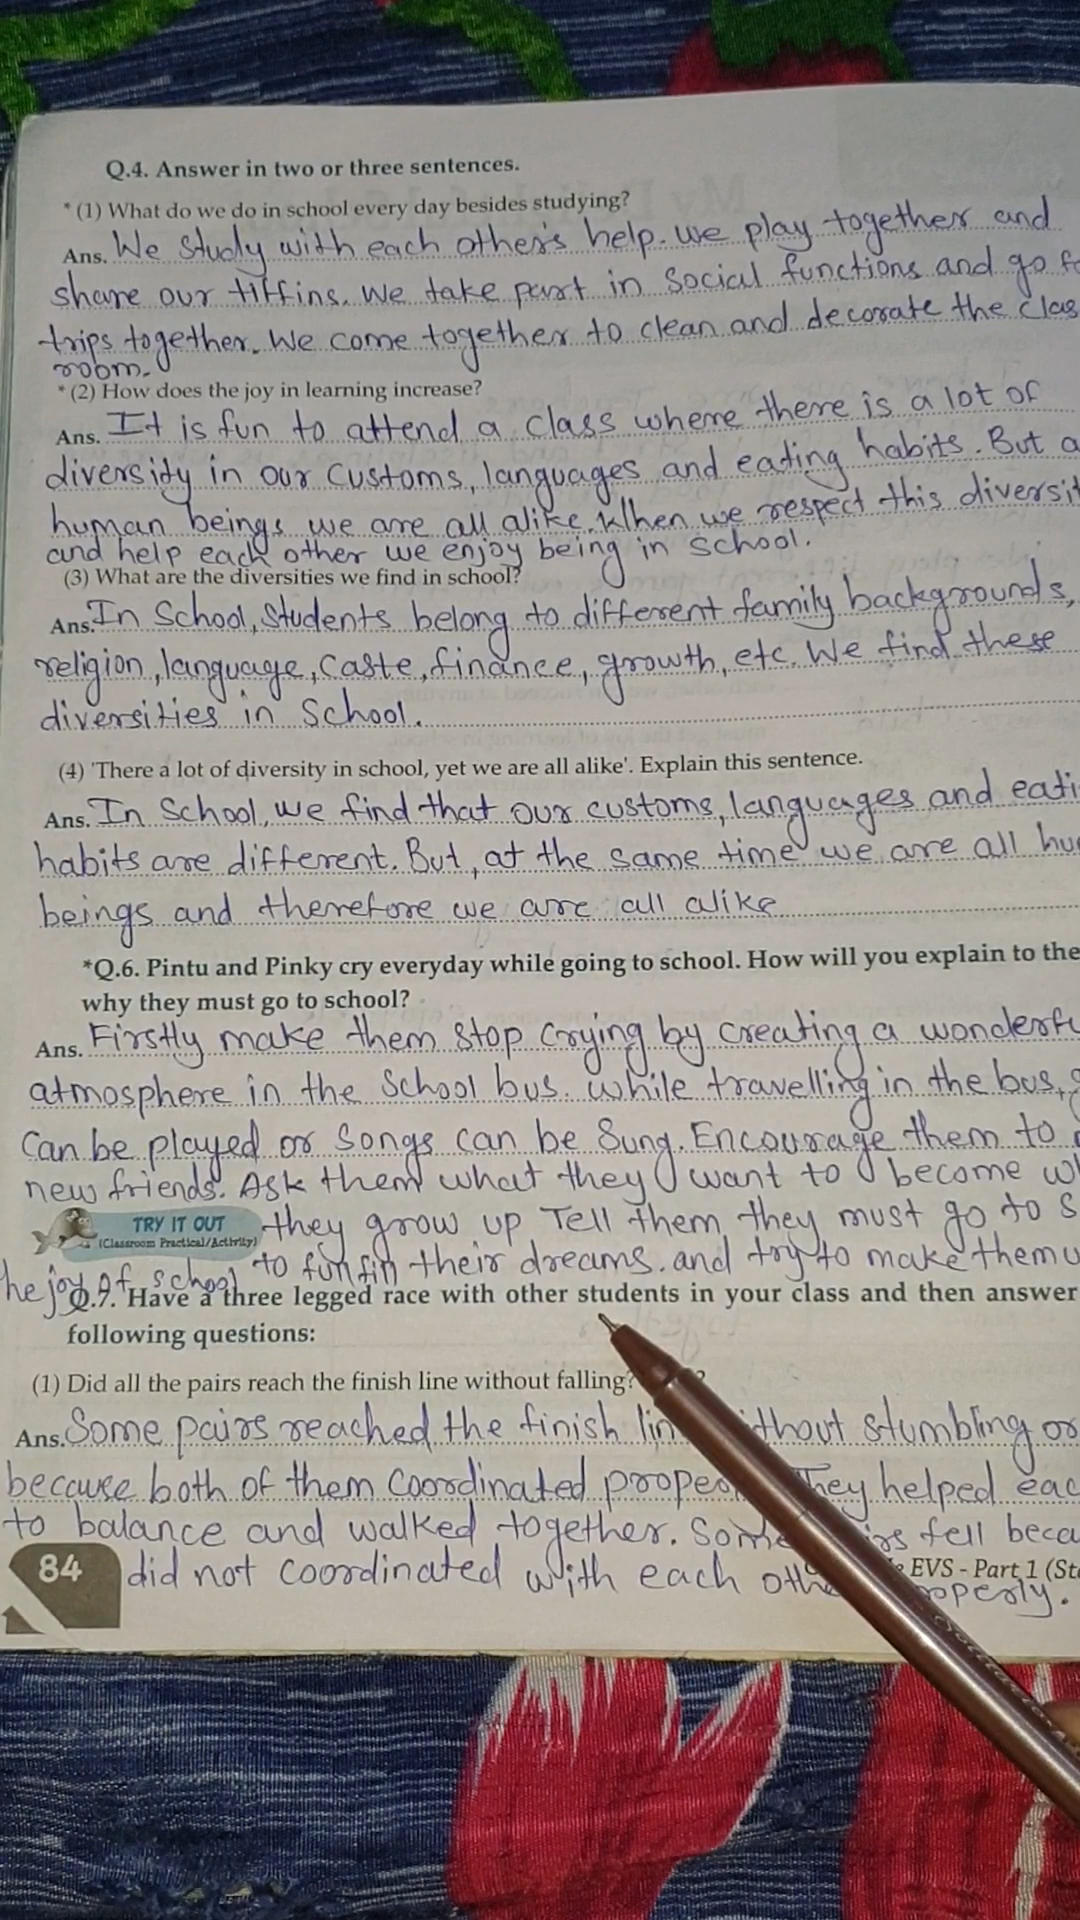 Q.4. Answer in two or three sentences.
* (1) What do we do in school every day besides studying?
Ans. We study with each other's help. we play together and
share our tiffins. We take part in social functions and go
trips together. We come together to clean and decorate the
room.
* (2) How does the joy in learning increase?
Ans. It is fun to attend a class where there is a lot of
diversity in our customs, languages and eating habits. But
human beings we are all alike. When we respect this
and help each other we enjoy being in school.
(3) What are the diversities we find in school?
Ans. In School, students belong to different family backgrounds,
religion, language, caste, finance, growth, etc. We find these
diversities in School.
(4) 'There a lot of diversity in school, yet we are all alike'. Explain this sentence.
Ans. In School, we find that our customs, languages and
habits are different. But, at the same time we are all
beings and therefore we are all alike
*Q.6. Pintu and Pinky cry everyday while going to school. How will you explain to the
why they must go to school?
Ans. Firstly make them stop crying by creating a
atmosphere in the school bus. while travelling in the bus,
can be played or songs can be sung. Encourage them to
new friends. Ask them what they want to become
TRY IT OUT they grow up Tell them they must go to
(Classroom Practical/Activity)
to their dreams. and try to make them
he joy of school
Q.9. Have a three legged race with other students in your class and then answer
following questions:
(1) Did all the pairs reach the finish line without falling?
Ans. Some pairs reached the finish stumbling or
because both of them coordinated They helped
to balance and walked together. fell
84 did not coordinated with each
EVS - Part 1